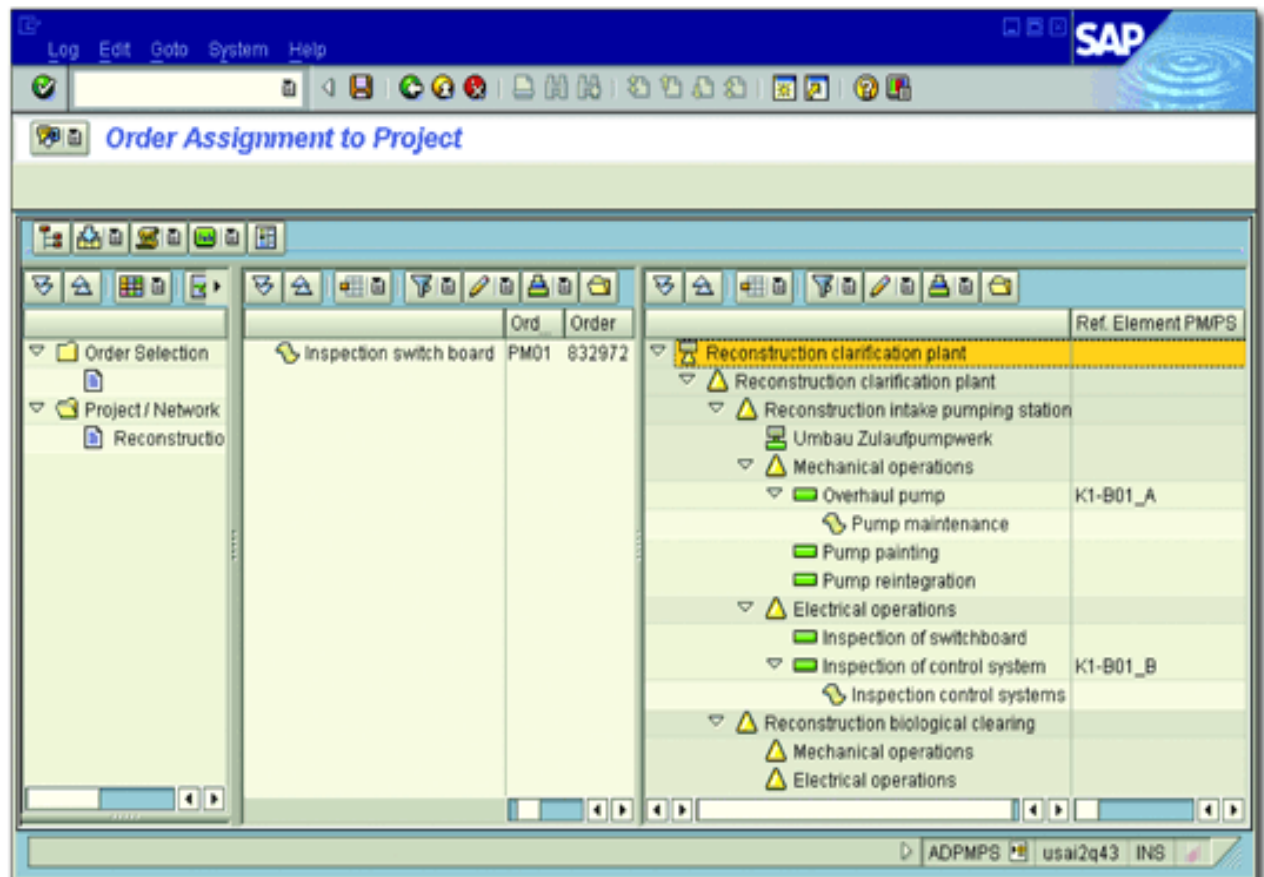 Log Edit Goto System Help
SAP
Order Assignment to Project
Ord_ Order
Ref. Element PM/PS
Order Selection
Project / Network
Reconstructio
Inspection switch board PM01 832972
Reconstruction clarification plant
Reconstruction clarification plant
Reconstruction intake pumping station
Umbau Zulaufpumpwerk
Mechanical operations
Overhaul pump K1-B01_A
Pump maintenance
Pump painting
Pump reintegration
Electrical operations
Inspection of switchboard
Inspection of control system K1-B01_B
Inspection control systems
Reconstruction biological clearing
Mechanical operations
Electrical operations
ADPMPS usai2q43 INS